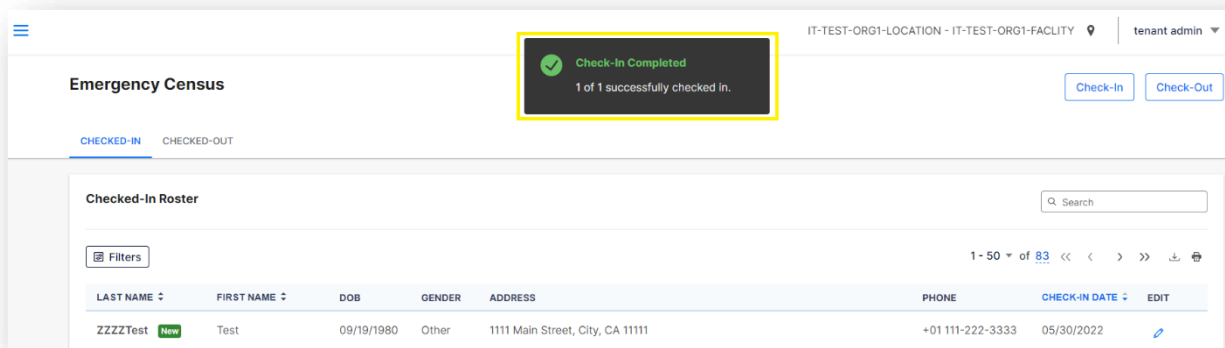 IT-TEST-ORG1-LOCATION - IT-TEST-ORG1-FACLITY tenant admin
Check-In Completed
1 of 1 successfully checked in.
Emergency Census
Check-In Check-Out
CHECKED-IN CHECKED-OUT
Checked-In Roster
Search
Filters
1 - 50 of 83
LAST NAME FIRST NAME DOB GENDER ADDRESS PHONE CHECK-IN DATE EDIT
ZZZZTest New Test 09/19/1980 Other 1111 Main Street, City, CA 11111 +01 111-222-3333 05/30/2022